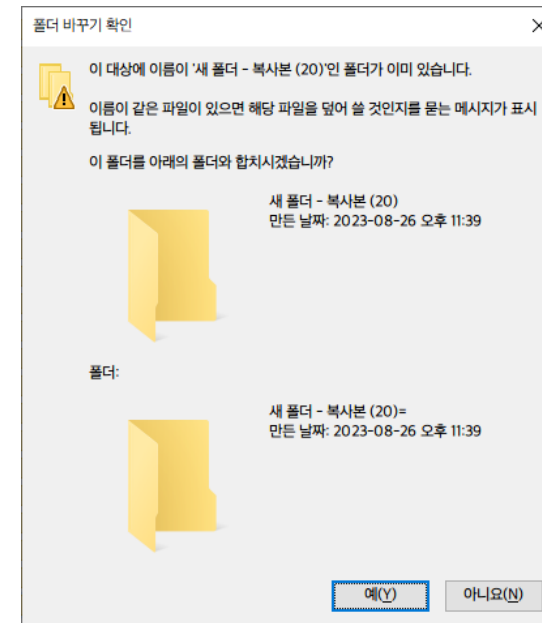 폴더 바꾸기 확인
이 대상에 이름이 '새 폴더 - 복사본 (20)'인 폴더가 이미 있습니다.
이름이 같은 파일이 있으면 해당 파일을 덮어 쓸 것인지를 묻는 메시지가 표시
됩니다.
이 폴더를 아래의 폴더와 합치시겠습니까?
새 폴더 - 복사본 (20)
만든 날짜: 2023-08-26 오후 11:39
폴더:
새 폴더 - 복사본 (20)=
만든 날짜: 2023-08-26 오후 11:39
예(Y) 아니요(N)